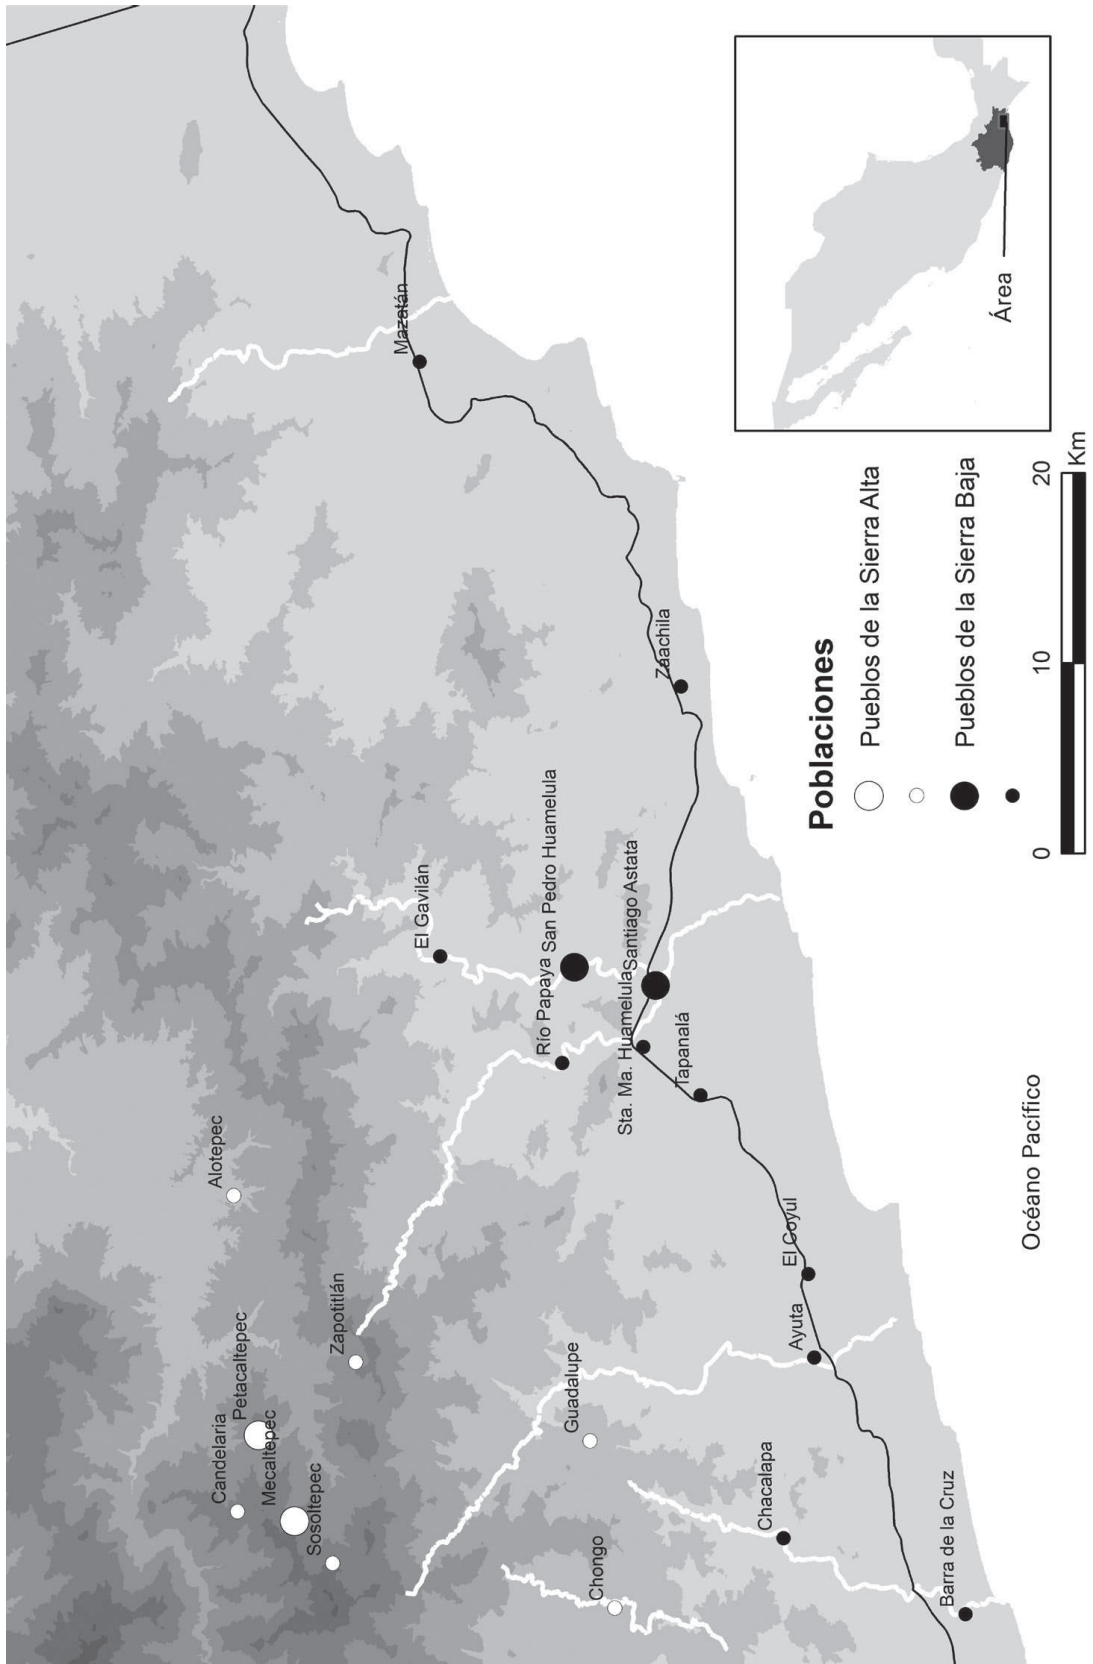 Mazatán
Zaachila
El Gavilán
San Pedro Huamelula
Río Papaya
Santiago Astata
Sta. Ma. Huamelula
Tapanalá
Alotepec
Zapotitlán
Petacaltepec
Candelaria
Mecaltepec
Sosoltepec
Guadalupe
Chongo
El Coyul
Ayuta
Chacalapa
Barra de la Cruz
Océano Pacífico
Poblaciones
Pueblos de la Sierra Alta
Pueblos de la Sierra Baja
0 10 20
Km
Área